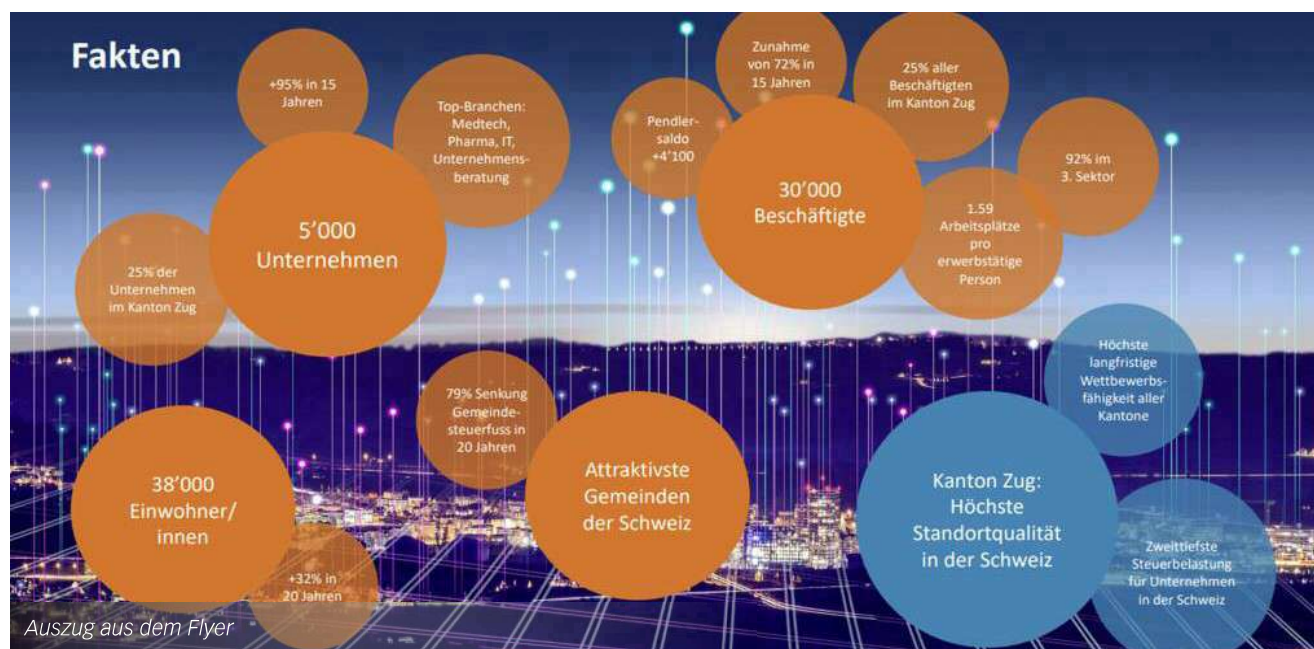 Fakten
+95% in 15
Jahren
Top-Branchen:
Medtech,
Pharma, IT,
Unternehmens-
beratung
5’000
Unternehmen
25% der
Unternehmen
im Kanton Zug
Pendler-
saldo
+4’100
Zunahme
von 72% in
15 Jahren
25% aller
Beschäftigten
im Kanton Zug
30’000
Beschäftigte
92% im
3. Sektor
1.59
Arbeitsplätze
pro
erwerbstätige
Person
38’000
Einwohner/
innen
+32% in
20 Jahren
79% Senkung
Gemeinde-
steuerfuss in
20 Jahren
Attraktivste
Gemeinden
der Schweiz
Höchste
langfristige
Wettbewerbs-
fähigkeit aller
Kantone
Kanton Zug:
Höchste
Standortqualität
in der Schweiz
Zweittiefste
Steuerbelastung
für Unternehmen
in der Schweiz
Auszug aus dem Flyer